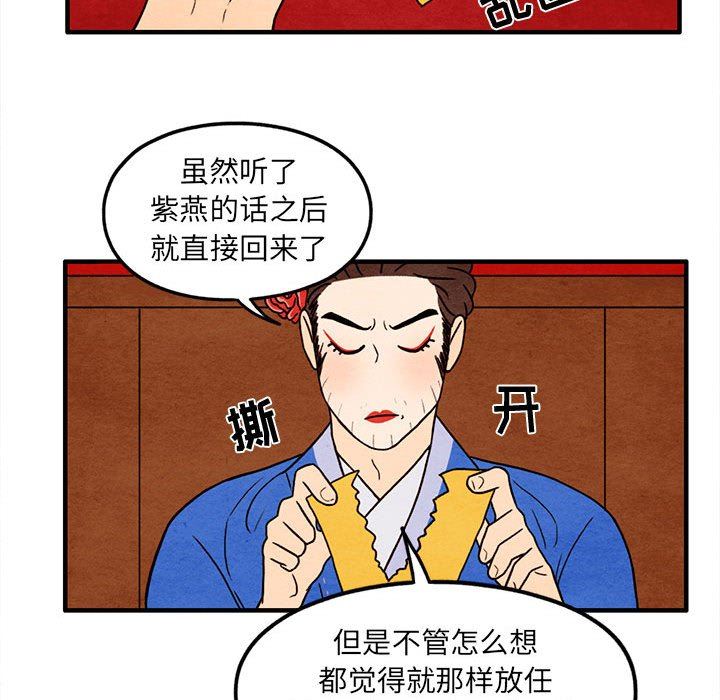 虽然听了
紫燕的话之后
就直接回来了
撕
开
但是不管怎么想
都觉得就那样放任